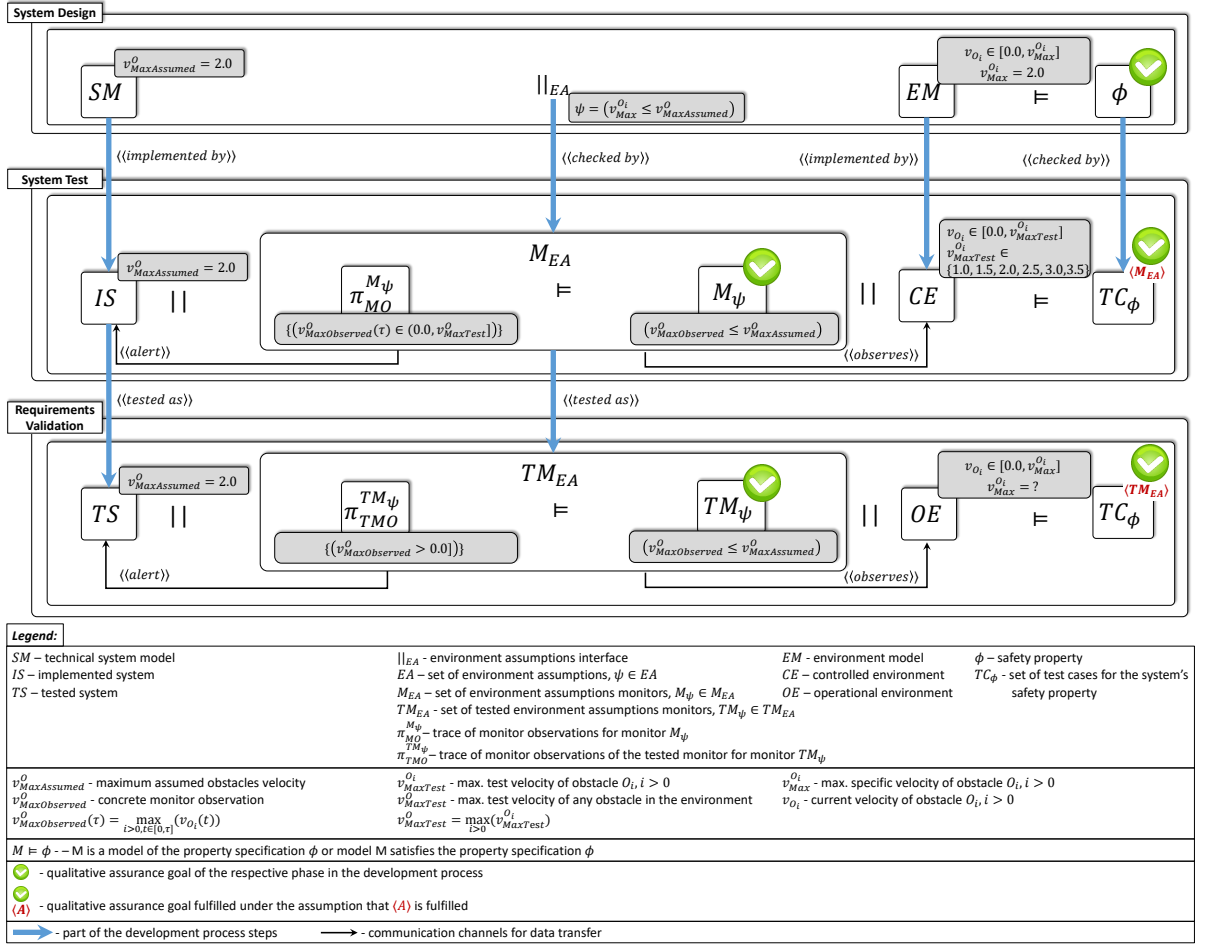 System Design
SM
v^O_MaxAssumed = 2.0
||_EA
ψ = (v^{O_i}_Max ≤ v^O_MaxAssumed)
EM
v_{O_i} ∈ [0.0, v^{O_i}_Max]
v^{O_i}_Max = 2.0
⊨
ϕ
⟨⟨implemented by⟩⟩
⟨⟨checked by⟩⟩
⟨⟨implemented by⟩⟩
⟨⟨checked by⟩⟩
System Test
IS
v^O_MaxAssumed = 2.0
||
M_EA
π^{M_ψ}_MO
{(v^O_MaxObserved(τ) ∈ (0.0, v^O_MaxTest])}
⊨
M_ψ
(v^O_MaxObserved ≤ v^O_MaxAssumed)
||
CE
v_{O_i} ∈ [0.0, v^{O_i}_MaxTest]
v^{O_i}_MaxTest ∈
{1.0, 1.5, 2.0, 2.5, 3.0,3.5}
⊨
⟨M_EA⟩
TC_ϕ
⟨⟨alert⟩⟩
⟨⟨observes⟩⟩
⟨⟨tested as⟩⟩
⟨⟨tested as⟩⟩
Requirements
Validation
TS
v^O_MaxAssumed = 2.0
||
TM_EA
π^{TM_ψ}_TMO
{(v^O_MaxObserved > 0.0])}
⊨
TM_ψ
(v^O_MaxObserved ≤ v^O_MaxAssumed)
||
OE
v_{O_i} ∈ [0.0, v^{O_i}_Max]
v^{O_i}_Max = ?
⊨
⟨TM_EA⟩
TC_ϕ
⟨⟨alert⟩⟩
⟨⟨observes⟩⟩
Legend:
SM – technical system model
IS – implemented system
TS – tested system
||_EA - environment assumptions interface
EA – set of environment assumptions, ψ ∈ EA
M_EA – set of environment assumptions monitors, M_ψ ∈ M_EA
TM_EA - set of tested environment assumptions monitors, TM_ψ ∈ TM_EA
π^{M_ψ}_MO – trace of monitor observations for monitor M_ψ
π^{TM_ψ}_TMO – trace of monitor observations of the tested monitor for monitor TM_ψ
EM - environment model
CE – controlled environment
OE – operational environment
ϕ – safety property
TC_ϕ - set of test cases for the system's
safety property
v^O_MaxAssumed - maximum assumed obstacles velocity
v^O_MaxObserved - concrete monitor observation
v^O_MaxObserved(τ) = max_{i>0,t∈[0,τ]}(v_{O_i}(t))
v^{O_i}_MaxTest - max. test velocity of obstacle O_i, i > 0
v^O_MaxTest - max. test velocity of any obstacle in the environment
v^O_MaxTest = max_{i>0}(v^{O_i}_MaxTest)
v^{O_i}_Max - max. specific velocity of obstacle O_i, i > 0
v_{O_i} - current velocity of obstacle O_i, i > 0
M ⊨ ϕ - – M is a model of the property specification ϕ or model M satisfies the property specification ϕ
- qualitative assurance goal of the respective phase in the development process
⟨A⟩ - qualitative assurance goal fulfilled under the assumption that ⟨A⟩ is fulfilled
- part of the development process steps
- communication channels for data transfer